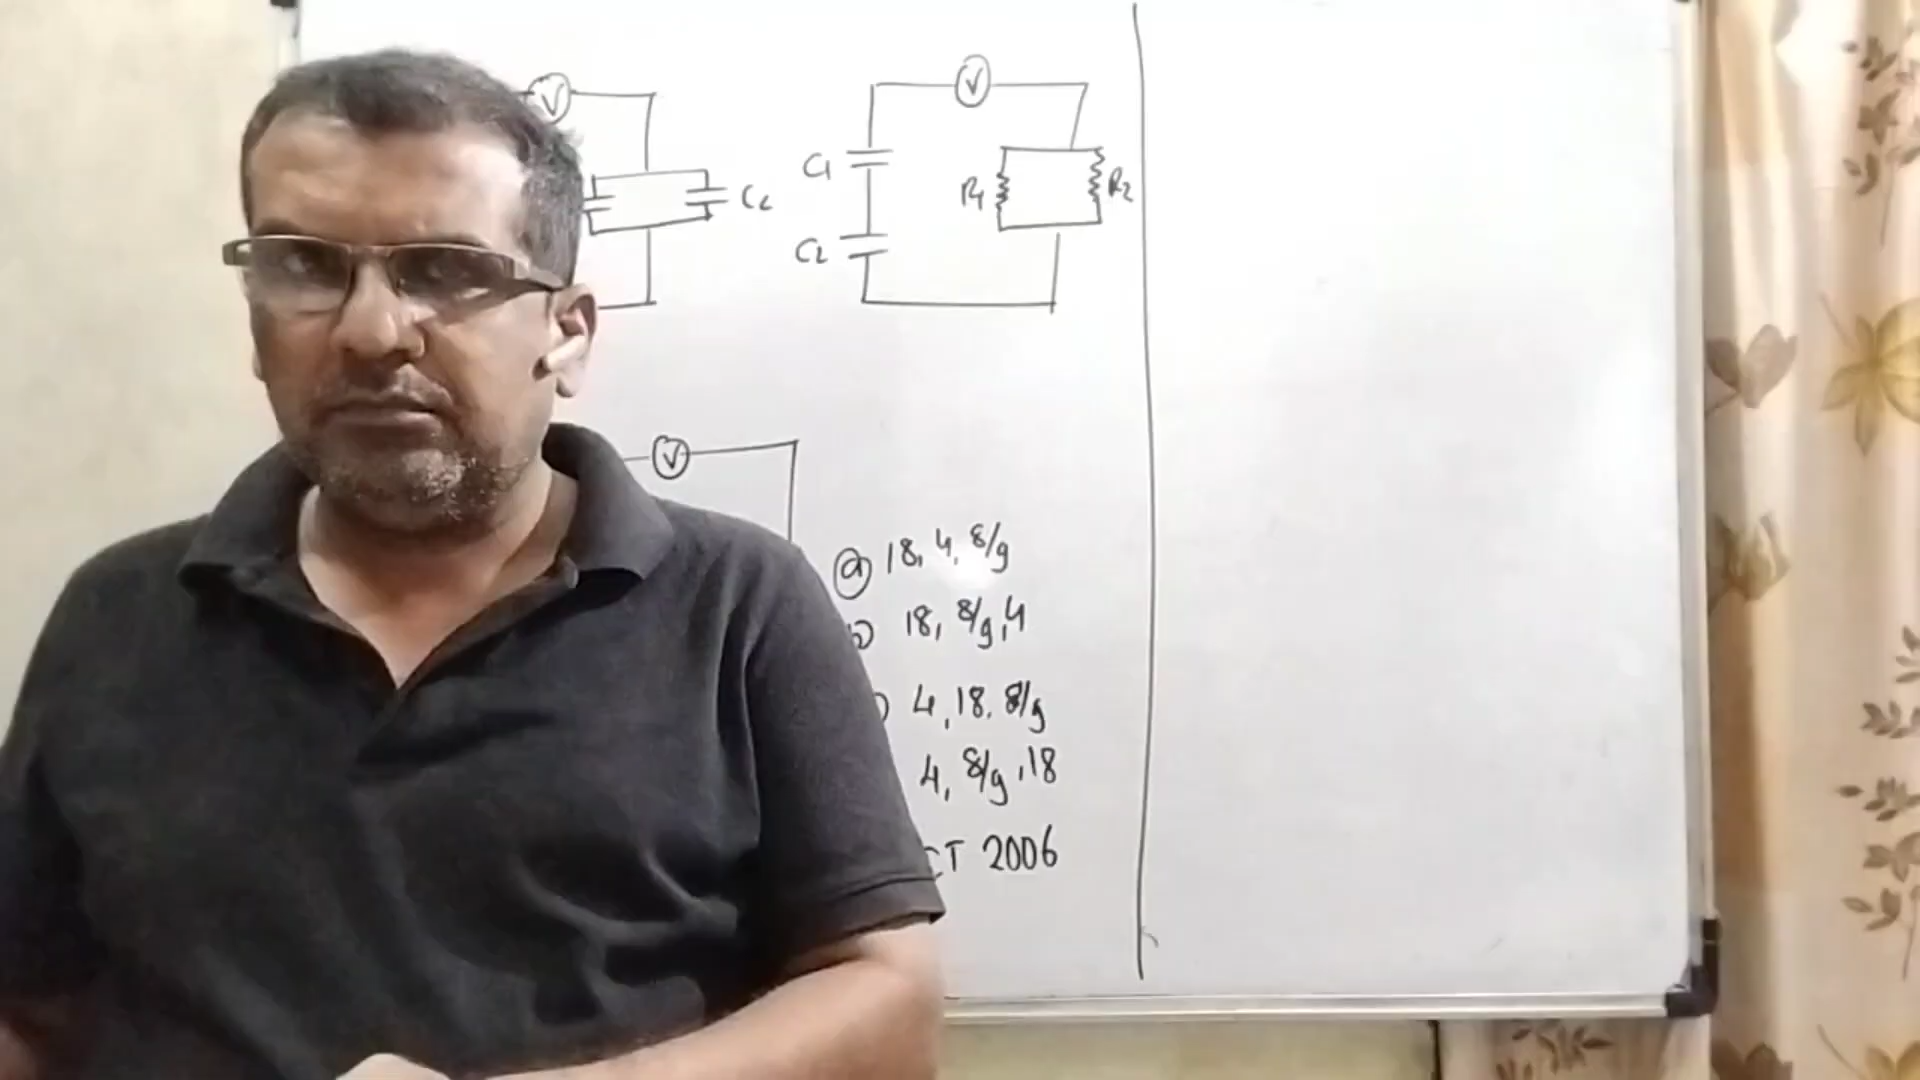 V
V
C1
C2
C2
R1
R2
V
a 18, 4, 8/9
b) 18, 8/9, 4
) 4, 18, 8/9
4, 8/9, 18
CT 2006